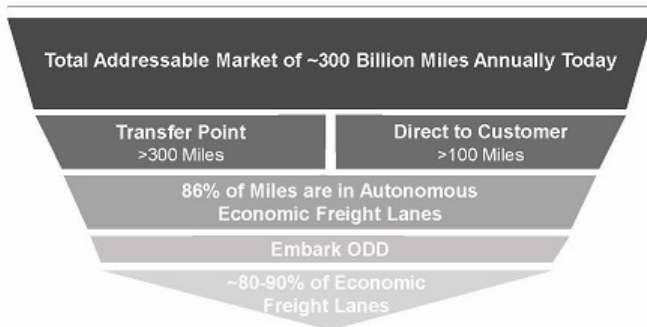 Total Addressable Market of ~300 Billion Miles Annually Today
Transfer Point
>300 Miles
Direct to Customer
>100 Miles
86% of Miles are in Autonomous
Economic Freight Lanes
Embark ODD
~80-90% of Economic
Freight Lanes